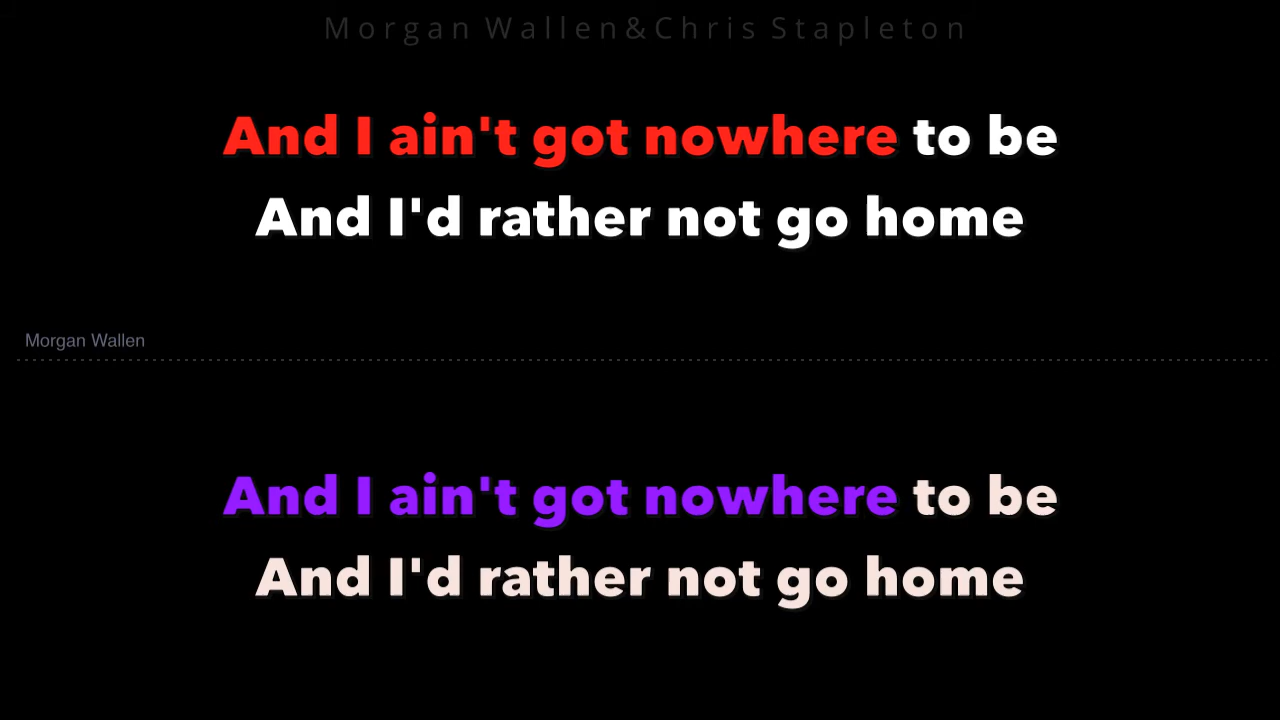 Morgan Wallen&Chris Stapleton
And I ain't got nowhere to be
And I'd rather not go home
Morgan Wallen
And I ain't got nowhere to be
And I'd rather not go home